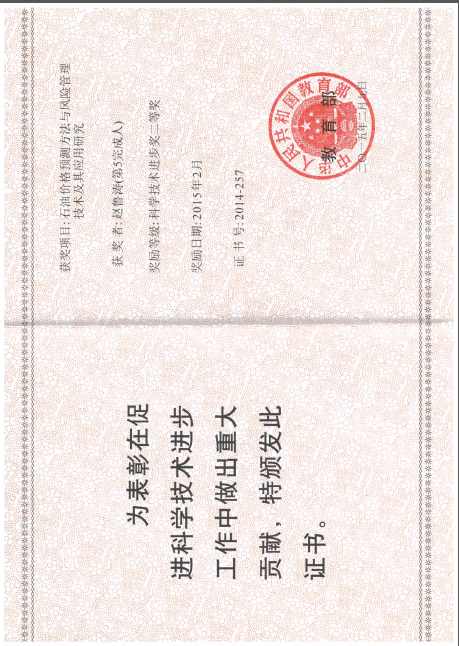 为表彰在促
进科学技术进步
工作中做出重大
贡献，特颁发此
证书。
获奖项目:石油价格预测方法与风险管理
技术及其应用研究
获奖者:赵鲁涛(第5完成人)
奖励等级:科学技术进步奖二等奖
奖励日期:2015年2月
证书号:2014-257
中华人民共和国教育部
教育部
二〇一五年二月